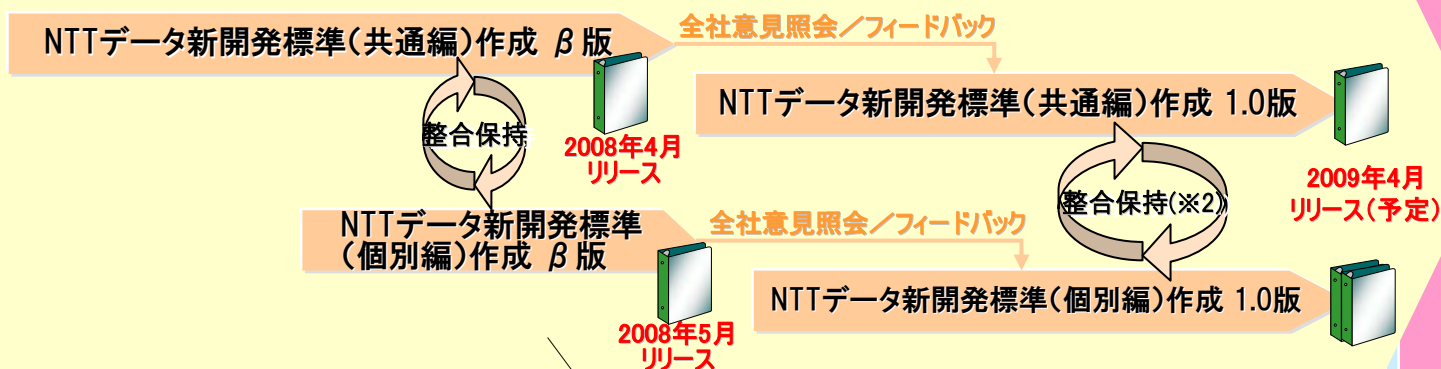 NTTデータ新開発標準(共通編)作成 β版
全社意見照会/フィードバック
NTTデータ新開発標準(共通編)作成 1.0版
整合保持
2008年4月
リリース
整合保持(※2)
2009年4月
リリース(予定)
NTTデータ新開発標準
(個別編)作成 β版
全社意見照会/フィードバック
NTTデータ新開発標準(個別編)作成 1.0版
2008年5月
リリース